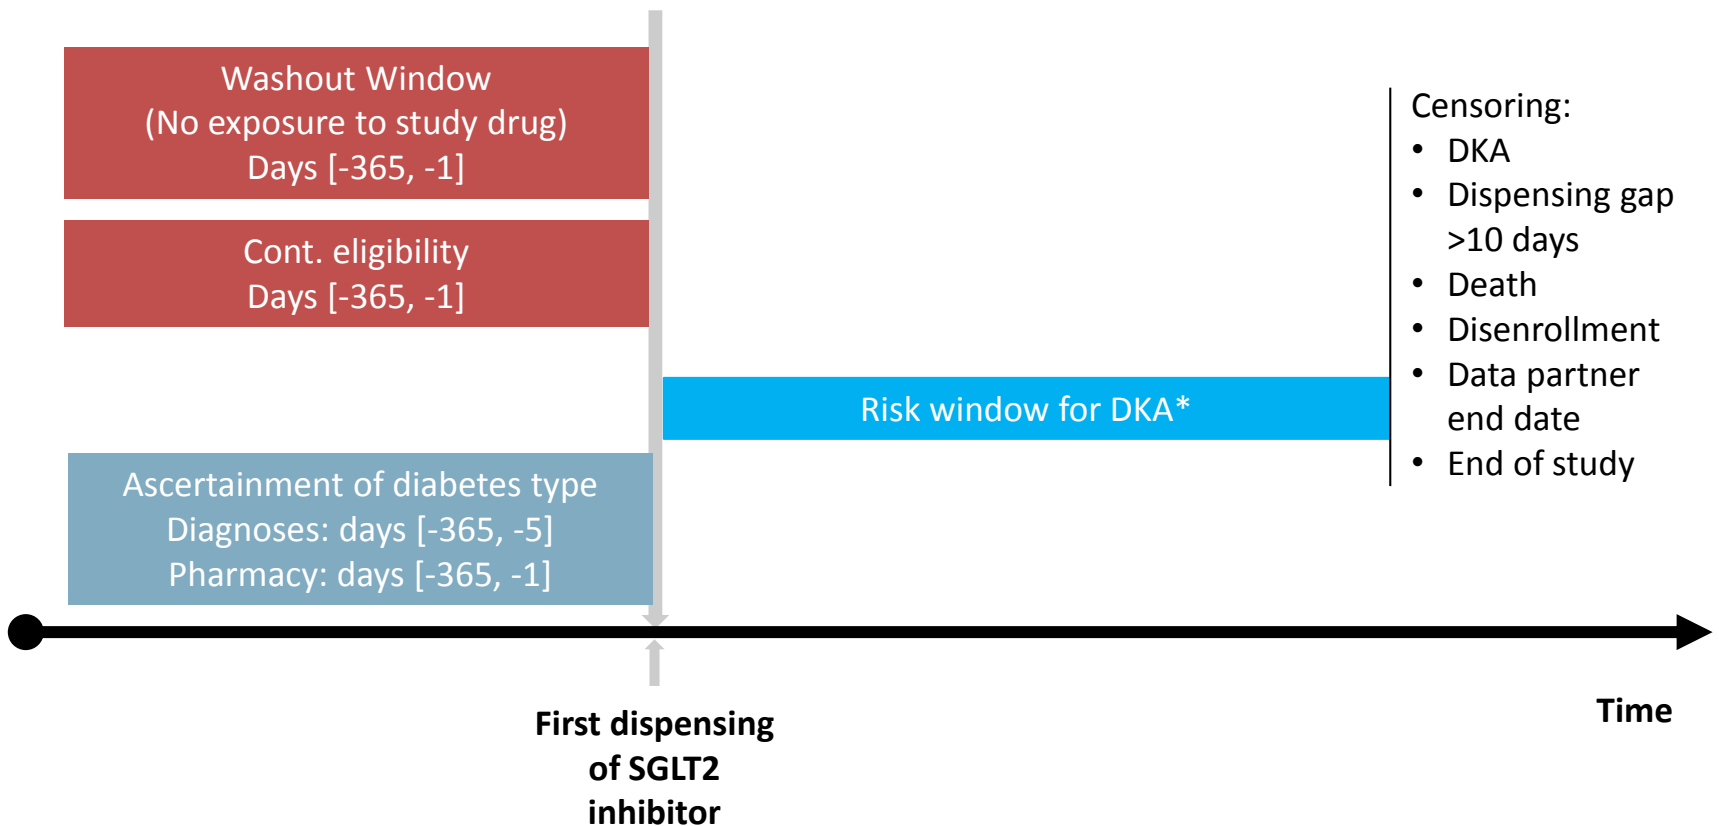 Washout Window
(No exposure to study drug)
Days [-365, -1]
Cont. eligibility
Days [-365, -1]
Risk window for DKA*
Censoring:
• DKA
• Dispensing gap
>10 days
• Death
• Disenrollment
• Data partner
end date
• End of study
Ascertainment of diabetes type
Diagnoses: days [-365, -5]
Pharmacy: days [-365, -1]
First dispensing
of SGLT2
inhibitor
Time